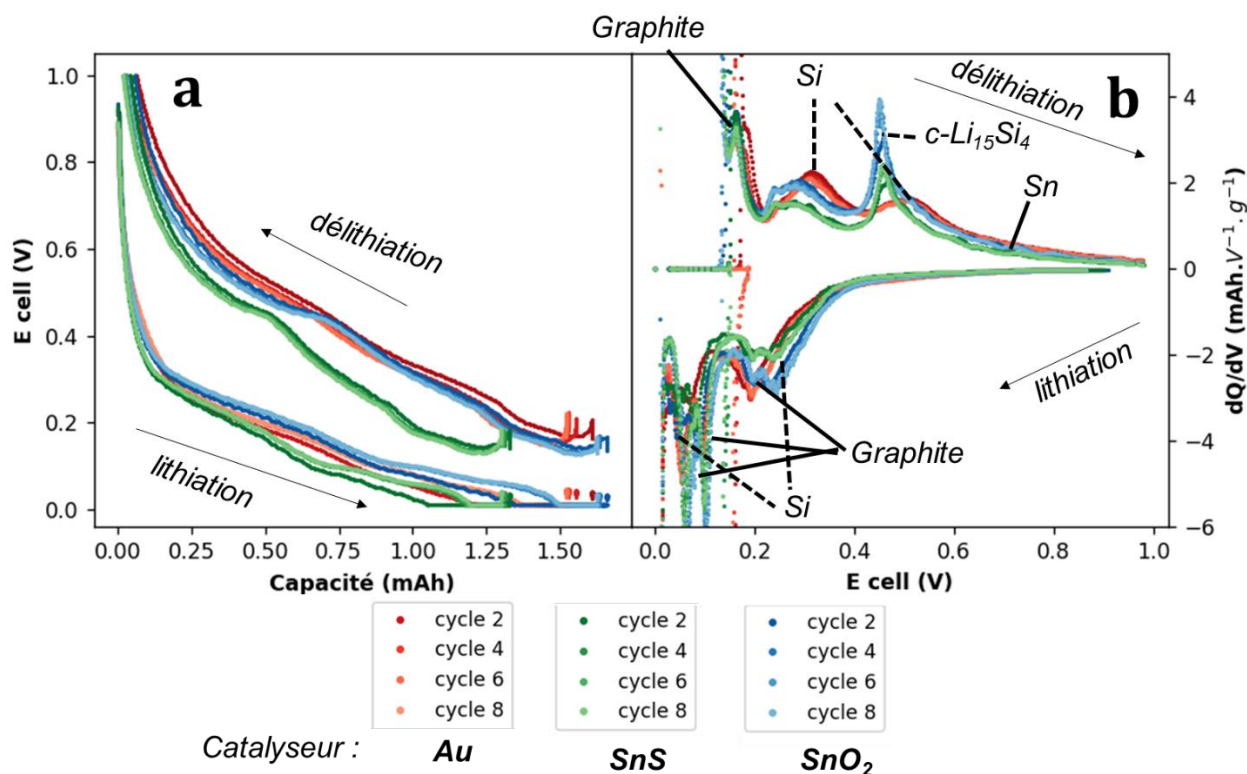 Graphite
a
b
Si
délithiation
c-Li₁₅Si₄
Sn
délithiation
lithiation
lithiation
Graphite
Si
E cell (V)
1.0
0.8
0.6
0.4
0.2
0.0
0.00 0.25 0.50 0.75 1.00 1.25 1.50
Capacité (mAh)
4
2
0
−2
−4
−6
dQ/dV (mAh.V⁻¹.g⁻¹)
0.0 0.2 0.4 0.6 0.8 1.0
E cell (V)
cycle 2 cycle 2 cycle 2
cycle 4 cycle 4 cycle 4
cycle 6 cycle 6 cycle 6
cycle 8 cycle 8 cycle 8
Catalyseur : Au SnS SnO₂